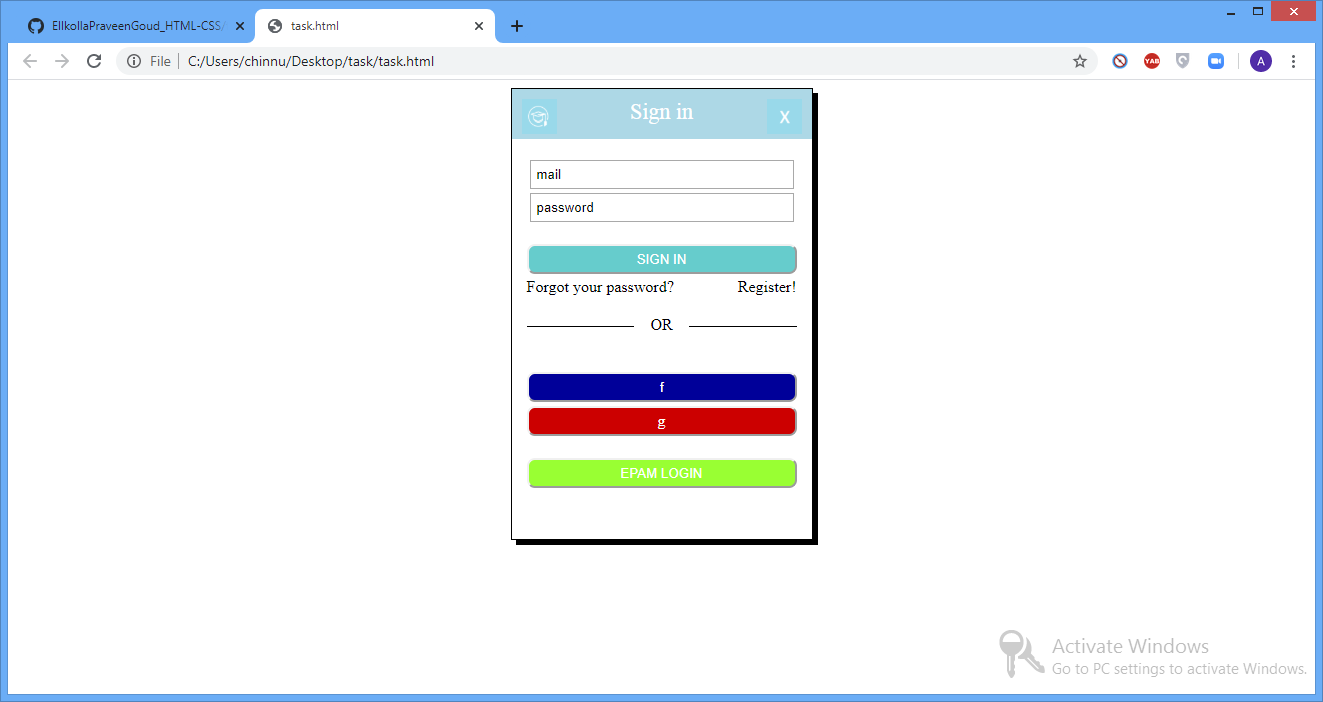 EllkollaPraveenGoud_HTML-CSSA
task.html
File
C:/Users/chinnu/Desktop/task/task.html
YAB
A
Sign in
X
mail
password
SIGN IN
Forgot your password? Register!
OR
f
g
EPAM LOGIN
Activate Windows
Go to PC settings to activate Windows.